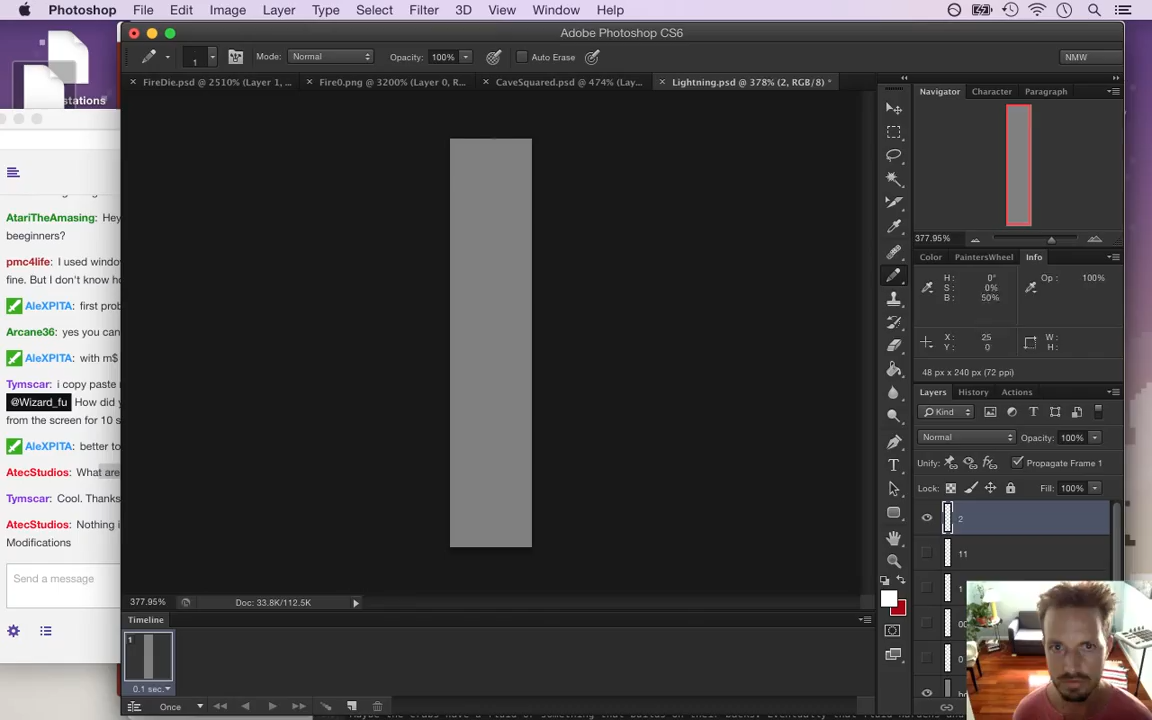 Photoshop File Edit Image Layer Type Select Filter 3D View Window Help
Adobe Photoshop CS6
1 Mode: Normal Opacity: 100% Auto Erase NMW
FireDie.psd @ 2510% (Layer 1, ... Fire0.png @ 3200% (Layer 0, R... CaveSquared.psd @ 474% (Lay... Lightning.psd @ 378% (2, RGB/8) *
stations
Navigator Character Paragraph
377.95%
Color PaintersWheel Info
H: 0°
S: 0%
B: 50%
Op: 100%
X: 25
Y: 0
W:
H:
48 px x 240 px (72 ppi)
Layers History Actions
Kind
Normal Opacity: 100%
Unify: Propagate Frame 1
Lock: Fill: 100%
2
11
1
0
AtariTheAmasing: Hey
beeginners?
pmc4life: I used window
fine. But I don't know
AleXPITA: first
Arcane36: yes you can
AleXPITA: with m$
Tymscar: i copy paste
@Wizard_fu How did
from the screen for 10 s
AleXPITA: better to
AtecStudios: What are
Tymscar: Cool. Thanks
AtecStudios: Nothing
Modifications
Send a message
377.95% Doc: 33.8K/112.5K
Timeline
1
0.1 sec.
Once